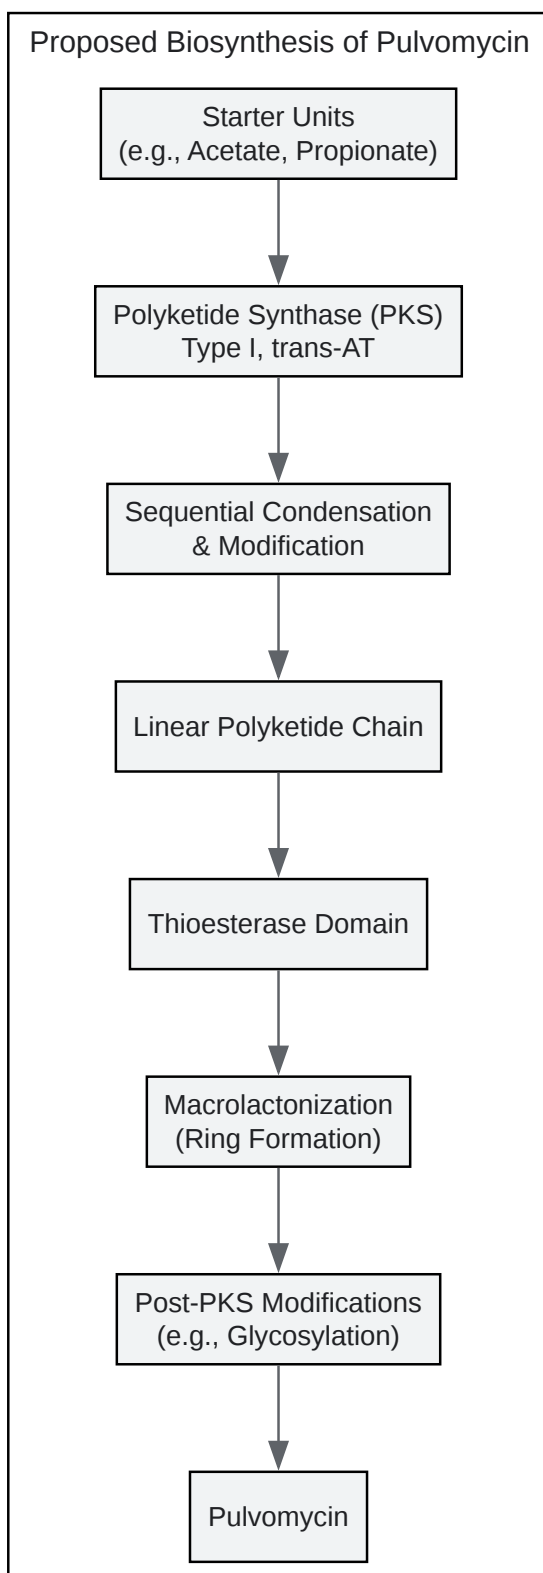 Proposed Biosynthesis of Pulvomycin
Starter Units
(e.g., Acetate, Propionate)
Polyketide Synthase (PKS)
Type I, trans-AT
Sequential Condensation
& Modification
Linear Polyketide Chain
Thioesterase Domain
Macrolactonization
(Ring Formation)
Post-PKS Modifications
(e.g., Glycosylation)
Pulvomycin